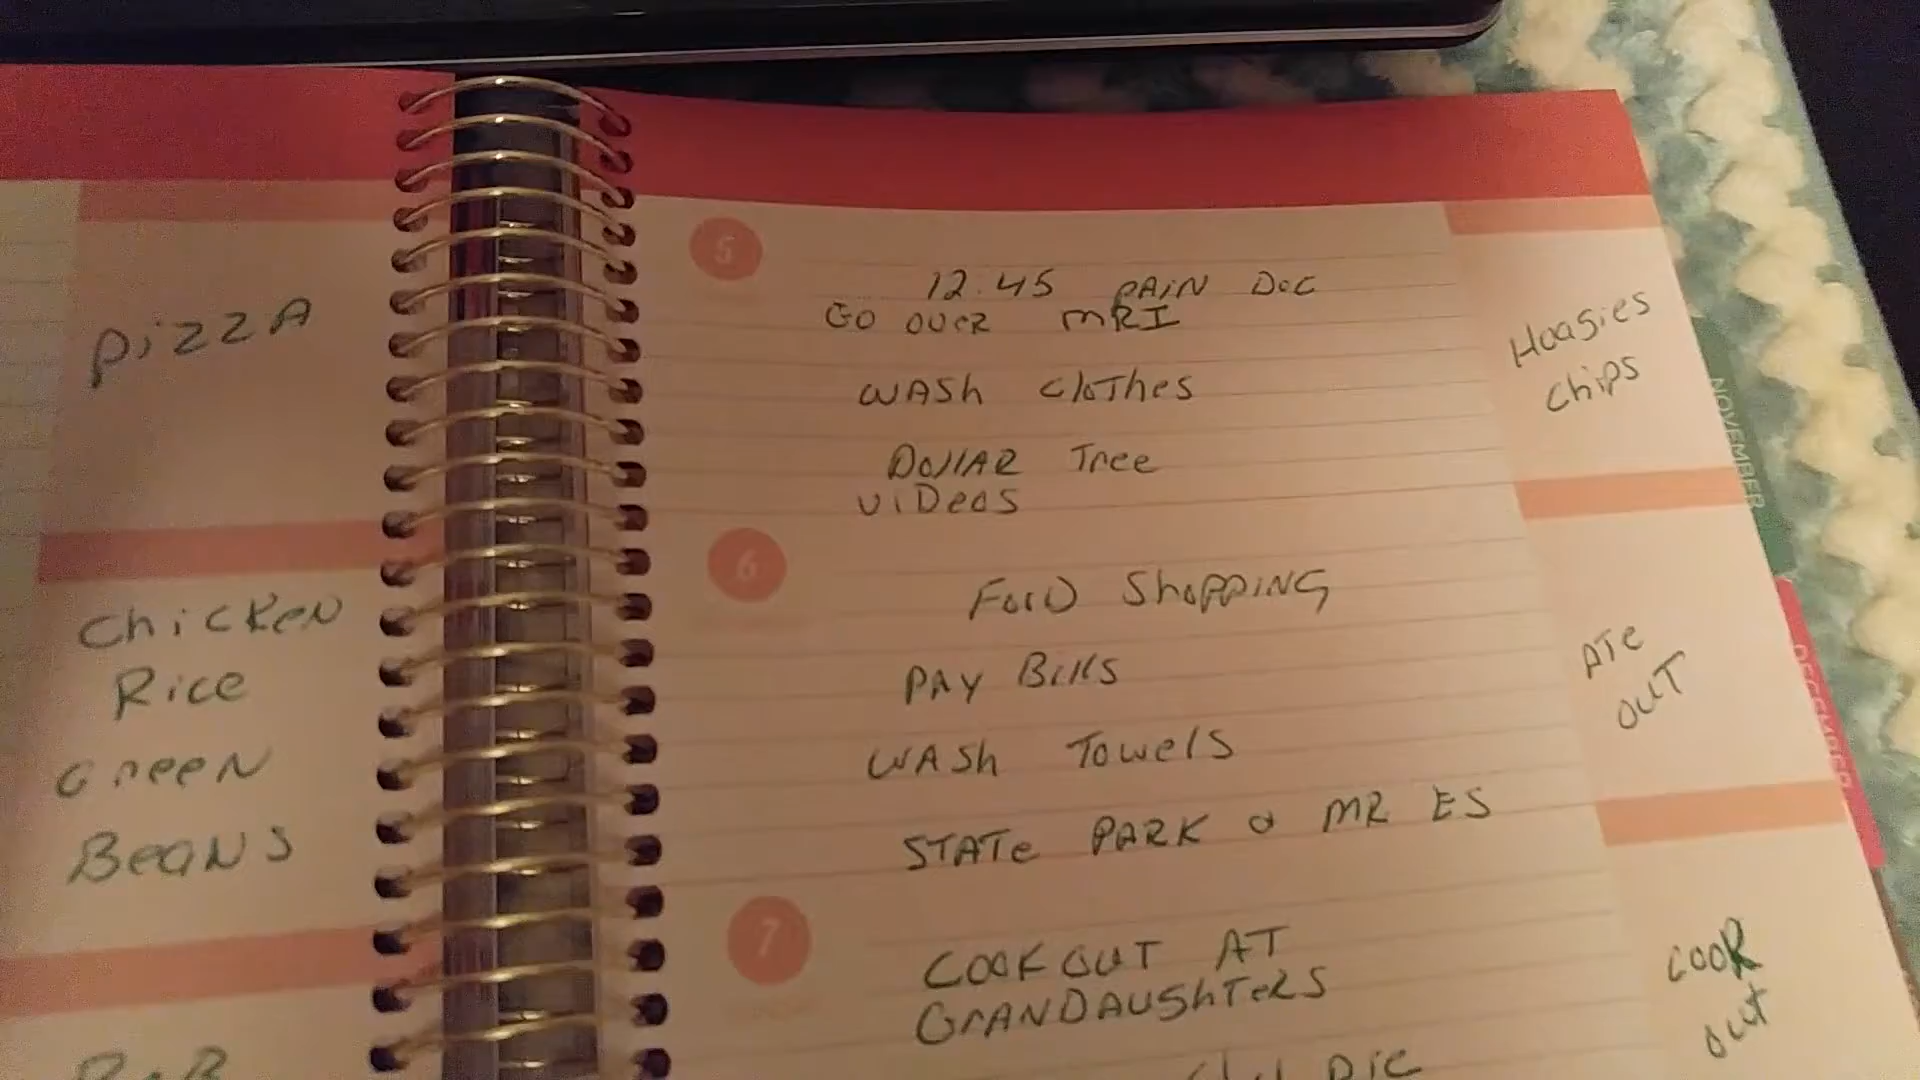 PIZZA
Chicken
Rice
Green
Beans
5
12:45 PAIN DOC
GO OVER MRI
WASH Clothes
DOllAR Tree
ViDeos
Hoagies
Chips
6
FOOD ShOPPING
PAY Bills
WASH Towels
STATe PARK & MR ES
ATe
OUT
7
COOKOUT AT
GRANDAUGhTeRS
COOK
OUT
NOVEMBER
DECEMBER